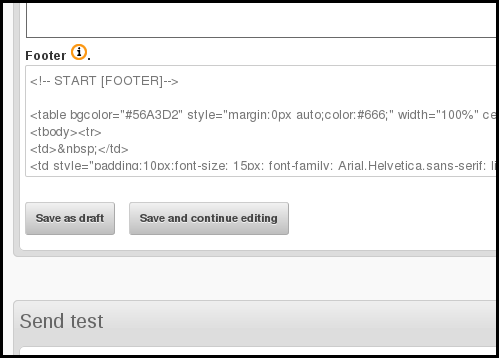 Footer i.
<!-- START [FOOTER]-->
<table bgcolor="#56A3D2" style="margin:0px auto;color:#666;" width="100%" ce
<tbody><tr>
<td>&nbsp;</td>
<td style="padding:10px;font-size: 15px; font-family: Arial,Helvetica,sans-serif; li
Save as draft Save and continue editing
Send test